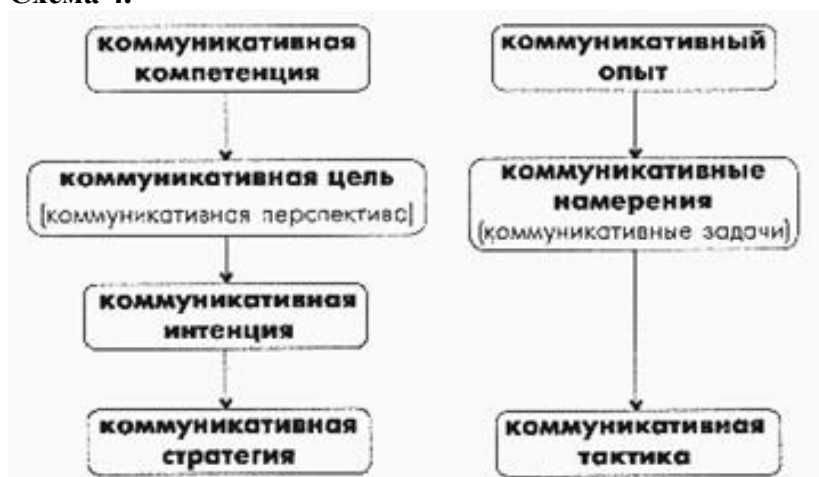 Схема 4.
коммуникативная
компетенция
коммуникативный
опыт
коммуникативная цель
(коммуникативная перспектива)
коммуникативные
намерения
(коммуникативные задачи)
коммуникативная
интенция
коммуникативная
стратегия
коммуникативная
тактика